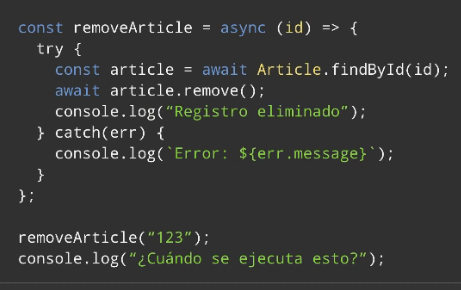 const removeArticle = async (id) => {
  try {
    const article = await Article.findById(id);
    await article.remove();
    console.log(“Registro eliminado”);
  } catch(err) {
    console.log(`Error: ${err.message}`);
  }
};

removeArticle(“123”);
console.log(“¿Cuándo se ejecuta esto?”);